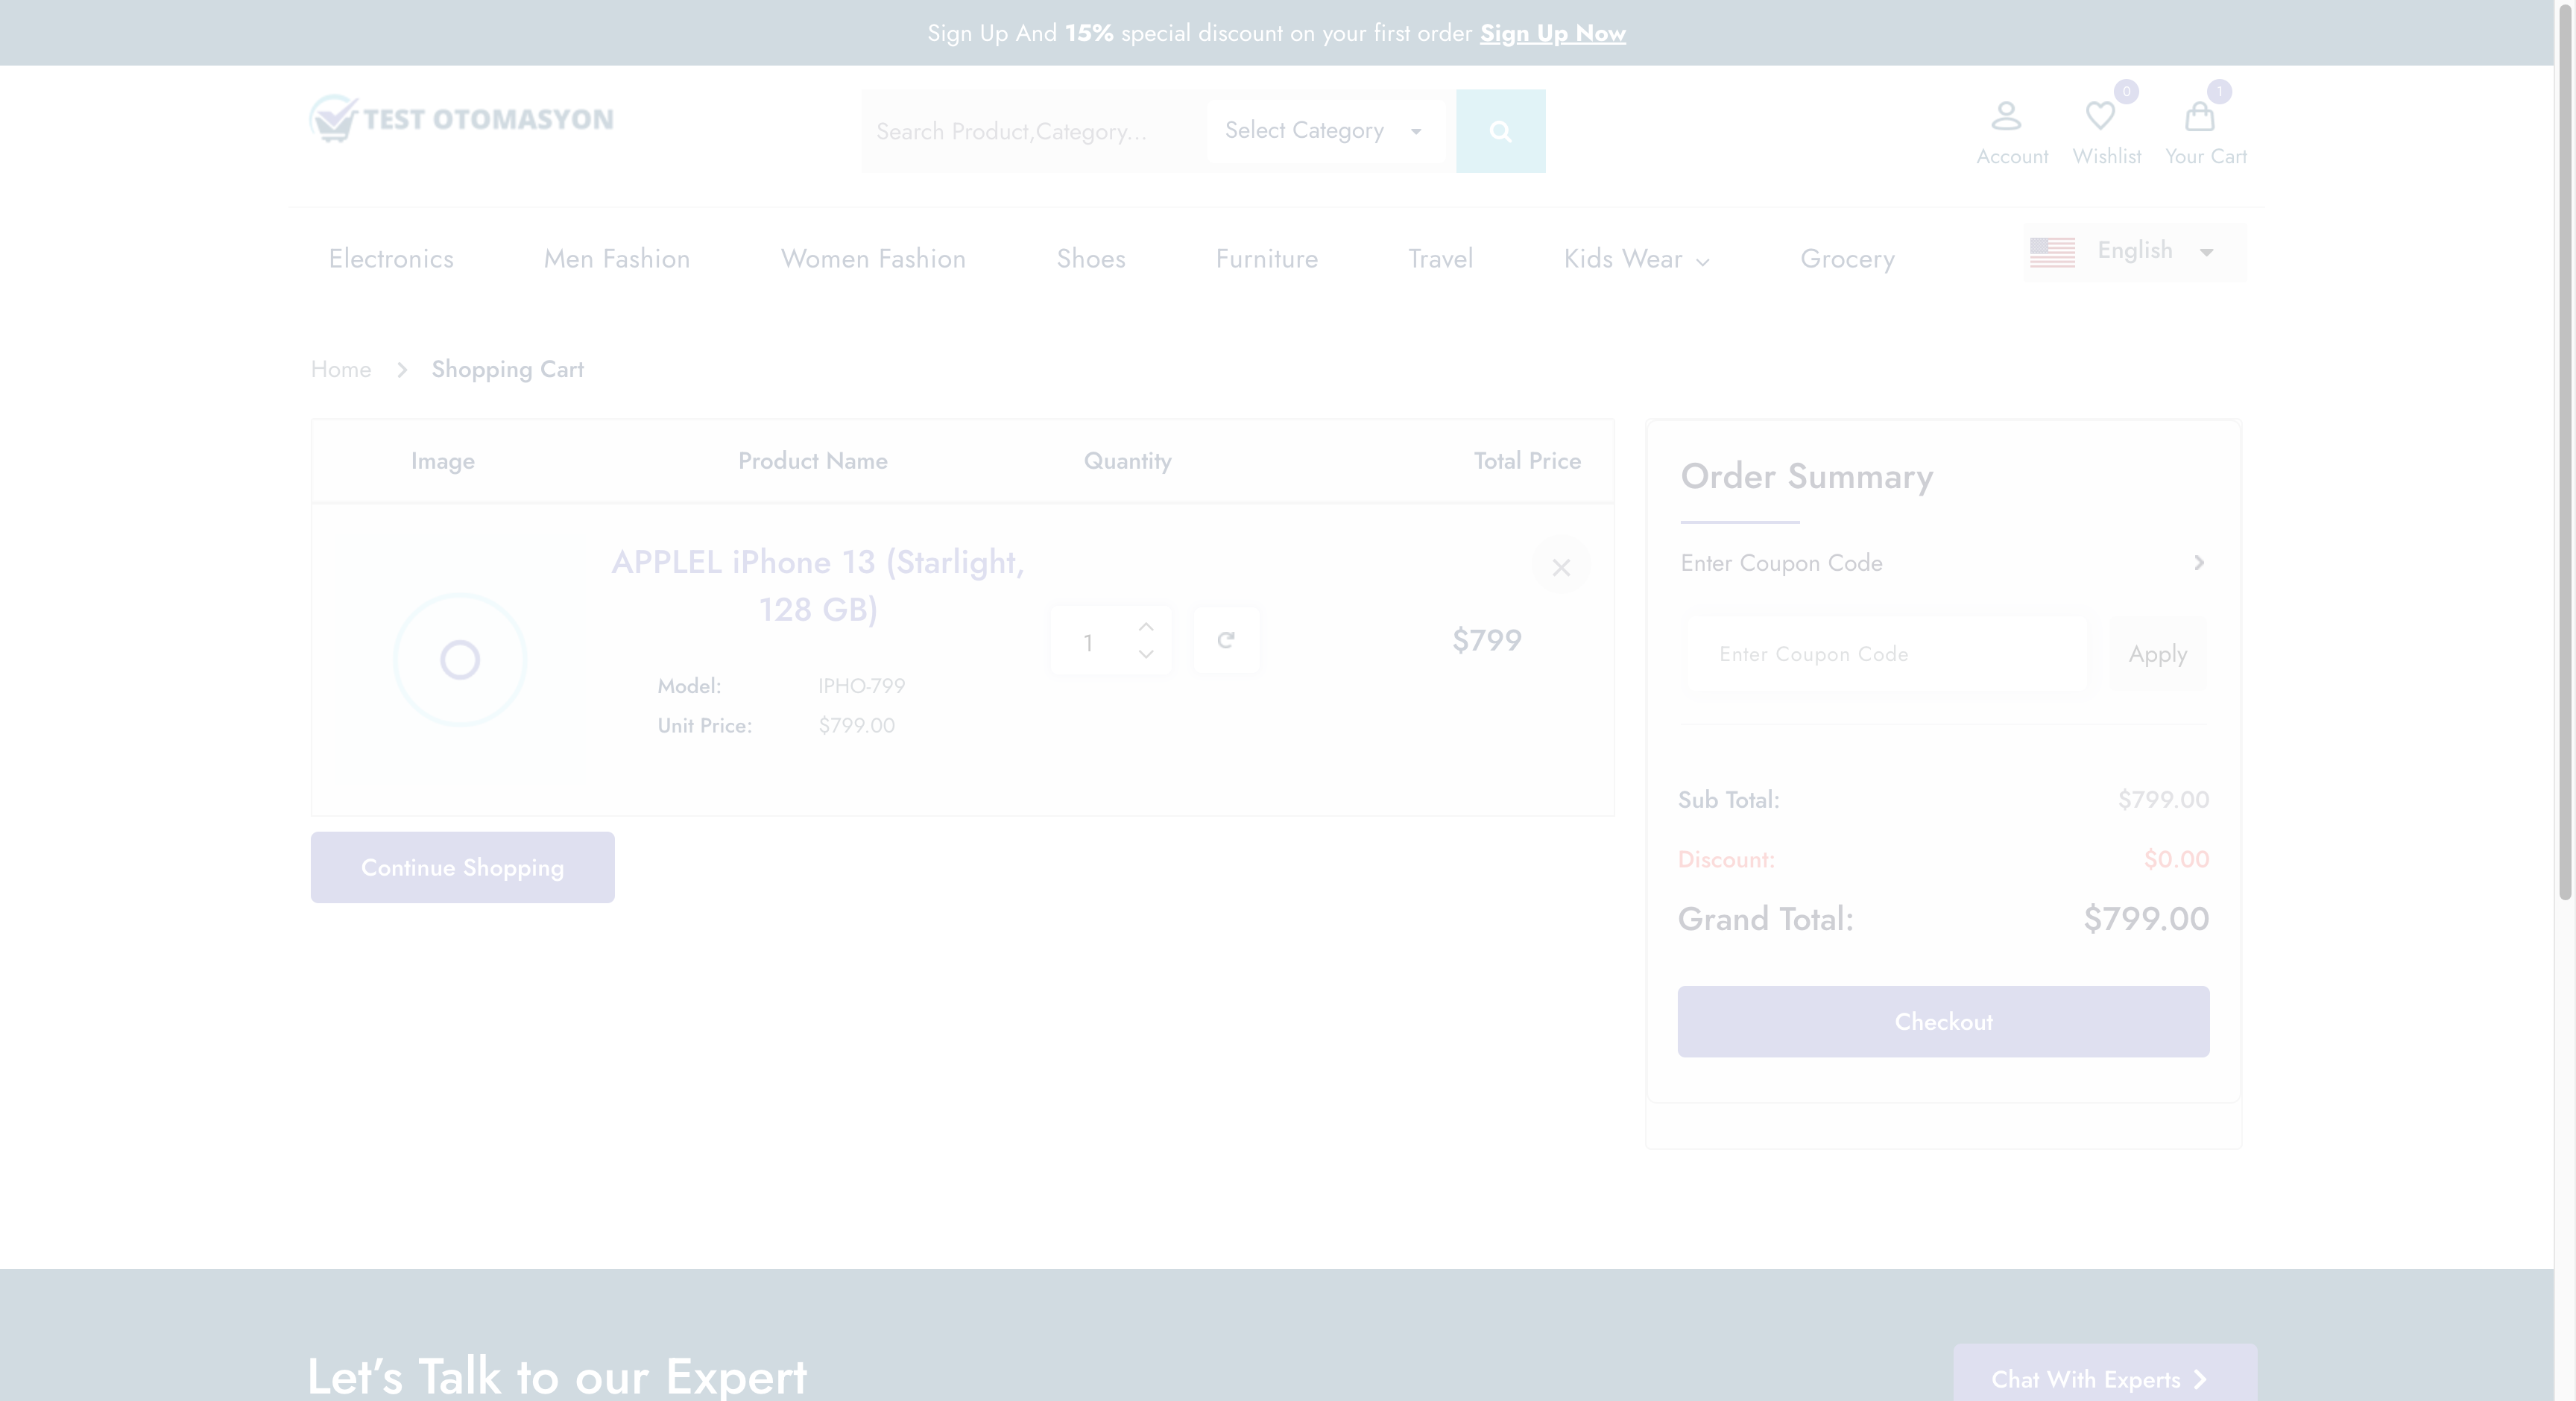 Sign Up And 15% special discount on your first order Sign Up Now
TEST OTOMASYON
Search Product,Category...
Select Category
0
1
Account
Wishlist
Your Cart
Electronics
Men Fashion
Women Fashion
Shoes
Furniture
Travel
Kids Wear
Grocery
English
Home
Shopping Cart
Image
Product Name
Quantity
Total Price
APPLEL iPhone 13 (Starlight,
128 GB)
Model: IPHO-799
Unit Price: $799.00
1
$799
Continue Shopping
Order Summary
Enter Coupon Code
Enter Coupon Code
Apply
Sub Total: $799.00
Discount: $0.00
Grand Total: $799.00
Checkout
Let's Talk to our Expert
Chat With Experts